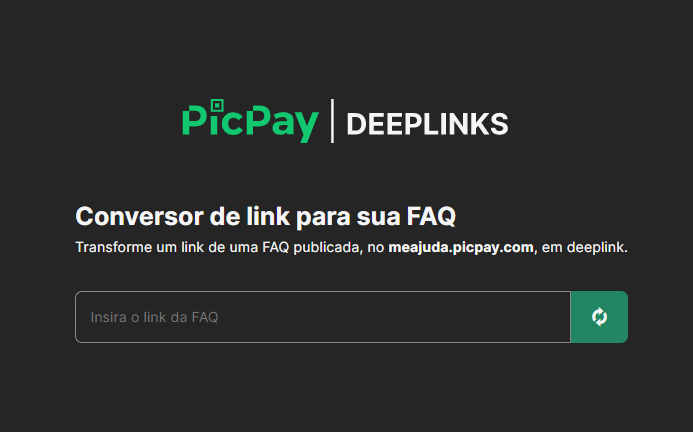 PicPay | DEEPLINKS
Conversor de link para sua FAQ
Transforme um link de uma FAQ publicada, no meajuda.picpay.com, em deeplink.
Insira o link da FAQ